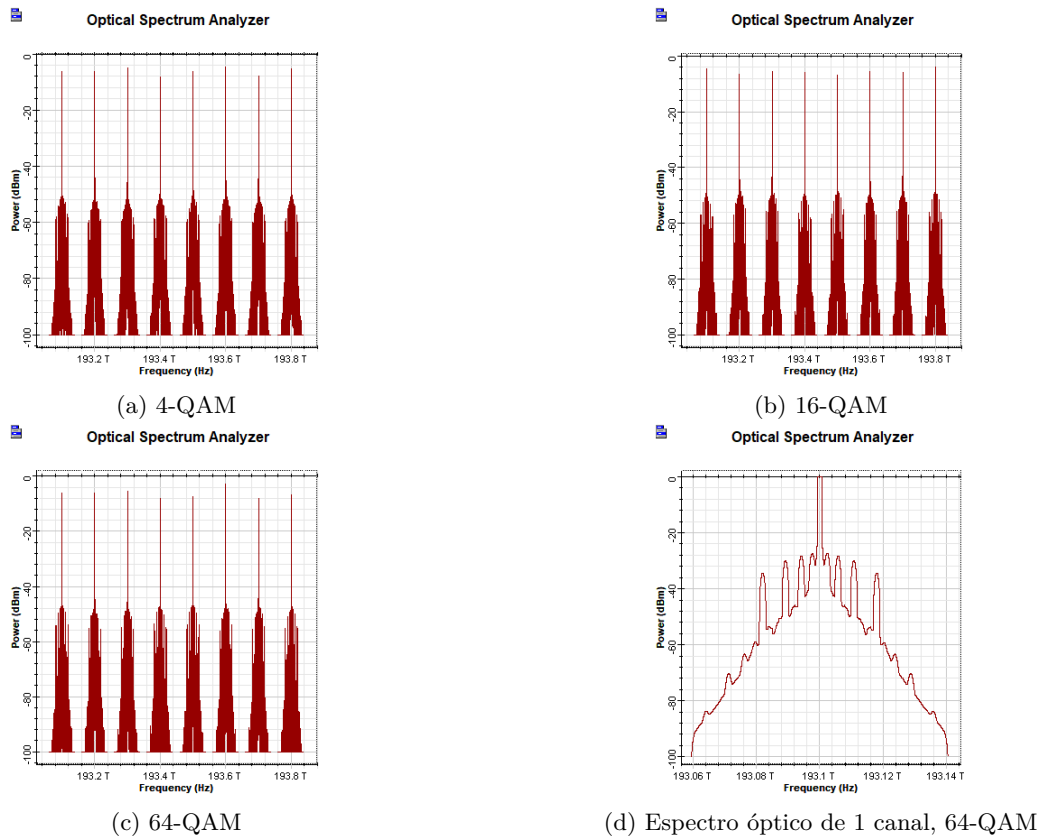 Optical Spectrum Analyzer
Power (dBm)
0
-20
-40
-60
-80
-100
193.2 T 193.4 T 193.6 T 193.8 T
Frequency (Hz)
(a) 4-QAM
Optical Spectrum Analyzer
Power (dBm)
0
-20
-40
-60
-80
-100
193.2 T 193.4 T 193.6 T 193.8 T
Frequency (Hz)
(b) 16-QAM
Optical Spectrum Analyzer
Power (dBm)
0
-20
-40
-60
-80
-100
193.2 T 193.4 T 193.6 T 193.8 T
Frequency (Hz)
(c) 64-QAM
Optical Spectrum Analyzer
Power (dBm)
0
-20
-40
-60
-80
-100
193.06 T 193.08 T 193.1 T 193.12 T 193.14 T
Frequency (Hz)
(d) Espectro óptico de 1 canal, 64-QAM